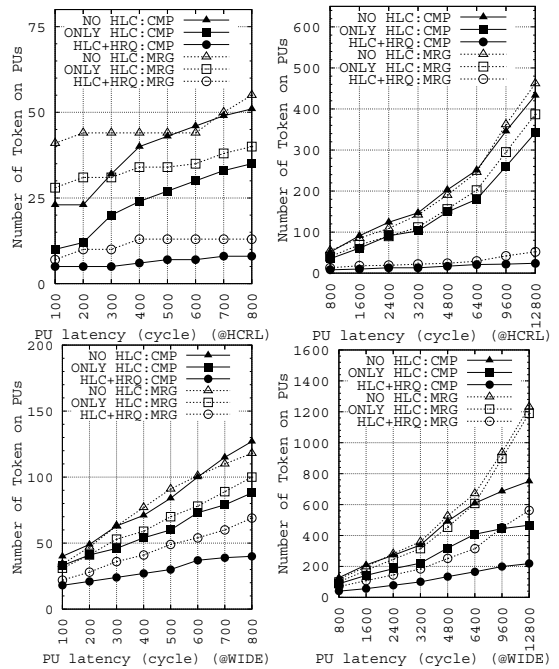 75
50
25
0
Number of Token on PUs
NO HLC:CMP
ONLY HLC:CMP
HLC+HRQ:CMP
NO HLC:MRG
ONLY HLC:MRG
HLC+HRQ:MRG
100 200 300 400 500 600 700 800
PU latency (cycle) (@HCRL)
600
500
400
300
200
100
0
Number of Token on PUs
NO HLC:CMP
ONLY HLC:CMP
HLC+HRQ:CMP
NO HLC:MRG
ONLY HLC:MRG
HLC+HRQ:MRG
800 1600 2400 3200 4800 6400 9600 12800
PU latency (cycle) (@HCRL)
200
150
100
50
0
Number of Token on PUs
NO HLC:CMP
ONLY HLC:CMP
HLC+HRQ:CMP
NO HLC:MRG
ONLY HLC:MRG
HLC+HRQ:MRG
100 200 300 400 500 600 700 800
PU latency (cycle) (@WIDE)
1600
1400
1200
1000
800
600
400
200
0
Number of Token on PUs
NO HLC:CMP
ONLY HLC:CMP
HLC+HRQ:CMP
NO HLC:MRG
ONLY HLC:MRG
HLC+HRQ:MRG
800 1600 2400 3200 4800 6400 9600 12800
PU latency (cycle) (@WIDE)